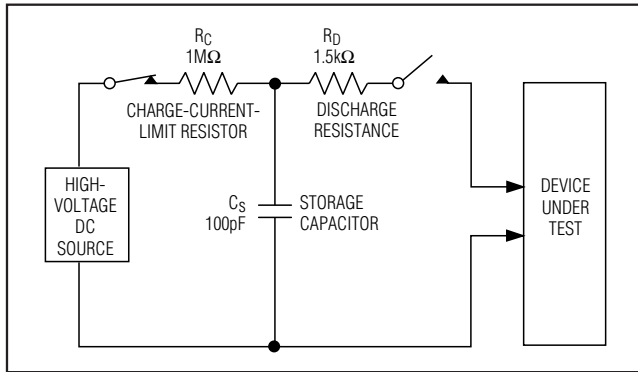 R_C
1MΩ
CHARGE-CURRENT-
LIMIT RESISTOR
R_D
1.5kΩ
DISCHARGE
RESISTANCE
HIGH-
VOLTAGE
DC
SOURCE
C_S
100pF
STORAGE
CAPACITOR
DEVICE
UNDER
TEST